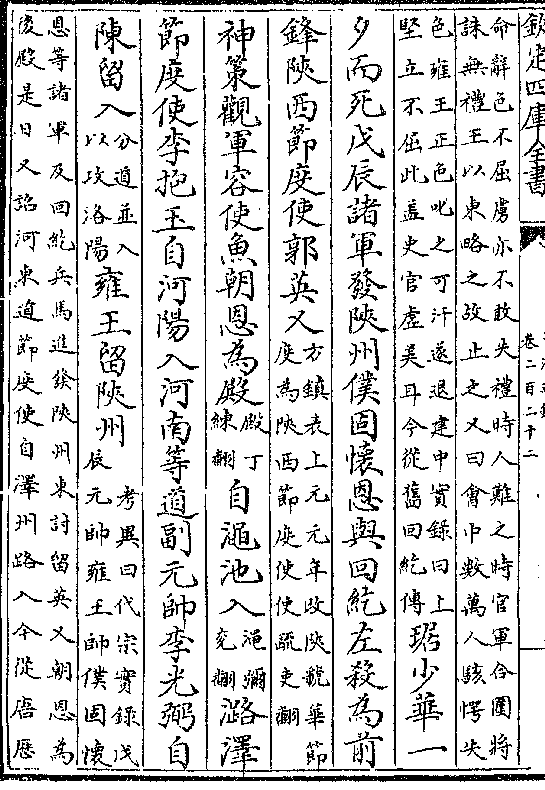 欽定四庫全書
卷二百二十二
命辭色不屈虜亦不敢失禮時人難之時官軍合圍將
誅無禮王以東略之故止之又曰會中數萬人駭愕失
色雍王正色叱之可汗遂退建中實錄曰上
堅立不屈此蓋史官虛美耳今從舊回紇傳
琚少華一
夕而死戊辰諸軍發陜州僕固懷恩與回紇左殺為前
鋒陜西節度使郭英乂
方鎮表上元元年改陜虢華節
度為陜西節度使使疏吏翻
神策觀軍容使魚朝恩為殿
殿丁
練翻
自澠池入
澠彌
兖翻
潞澤
節度使李抱玉自河陽入河南等道副元帥李光弼自
陳留入
分道並入
以攻洛陽
雍王留陜州
考異曰代宗實錄戊
辰元帥雍王帥僕固懷
恩等諸軍及回紇兵馬進發陜州東討留英乂朝恩為
後殿是日又詔河東道節度使自澤州路入今從唐歷